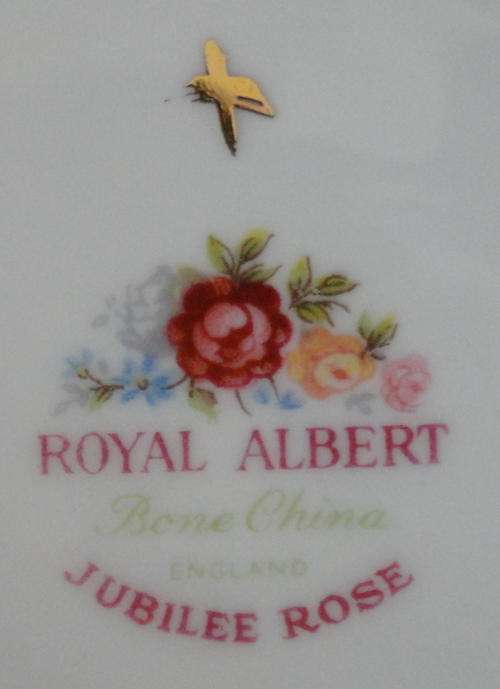 ROYAL ALBERT
Bone China
ENGLAND
JUBILEE ROSE